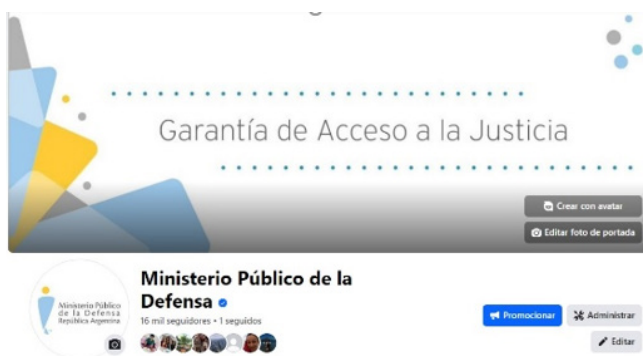 Garantía de Acceso a la Justicia
Crear con avatar
Editar foto de portada
Ministerio Público de la
Defensa
16 mil seguidores • 1 seguidos
Ministerio Público
de la Defensa
República Argentina
Promocionar
Administrar
Editar